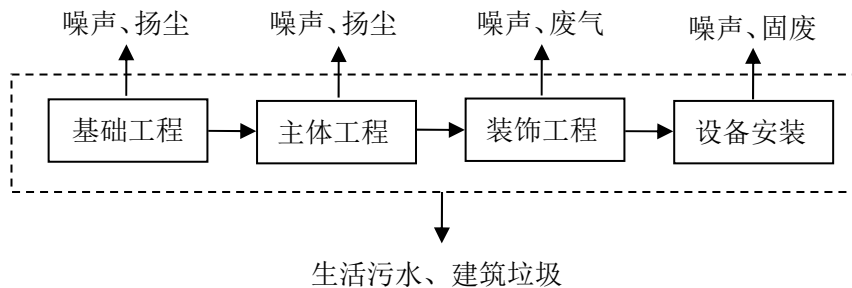 噪声、扬尘 噪声、扬尘 噪声、废气 噪声、固废
基础工程 主体工程 装饰工程 设备安装
生活污水、建筑垃圾